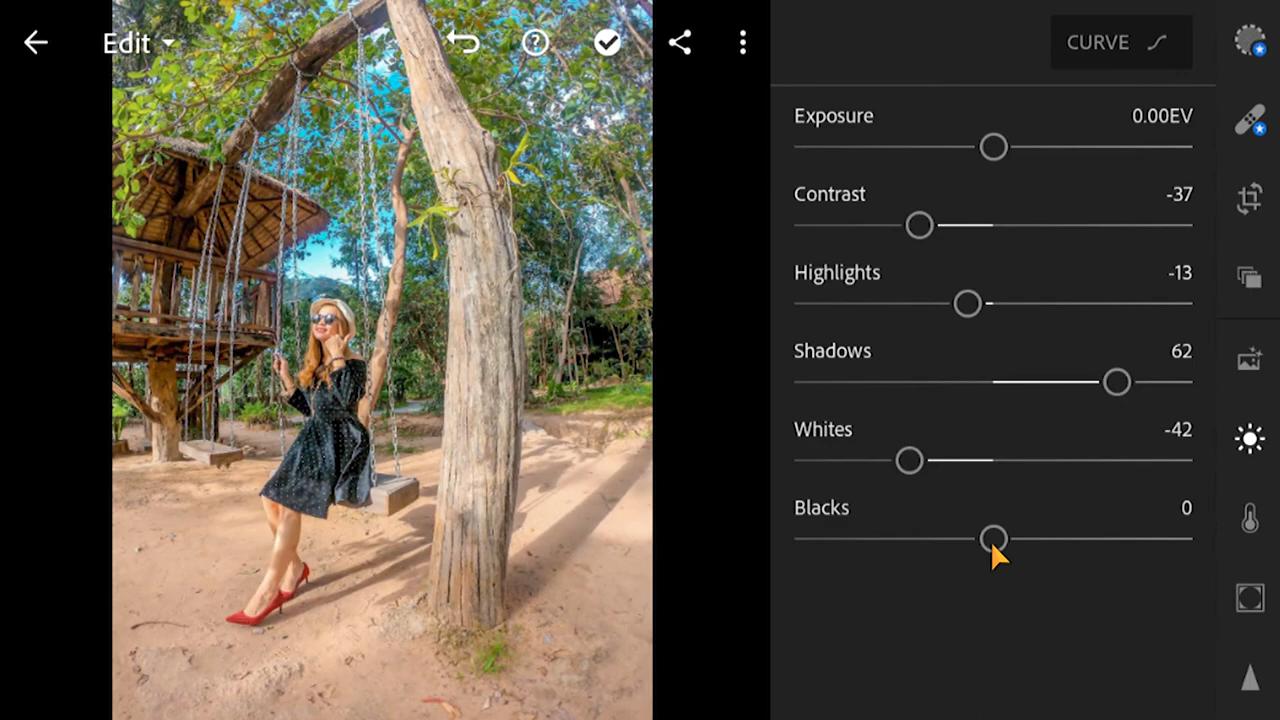 Edit
CURVE
Exposure 0.00EV
Contrast -37
Highlights -13
Shadows 62
Whites -42
Blacks 0